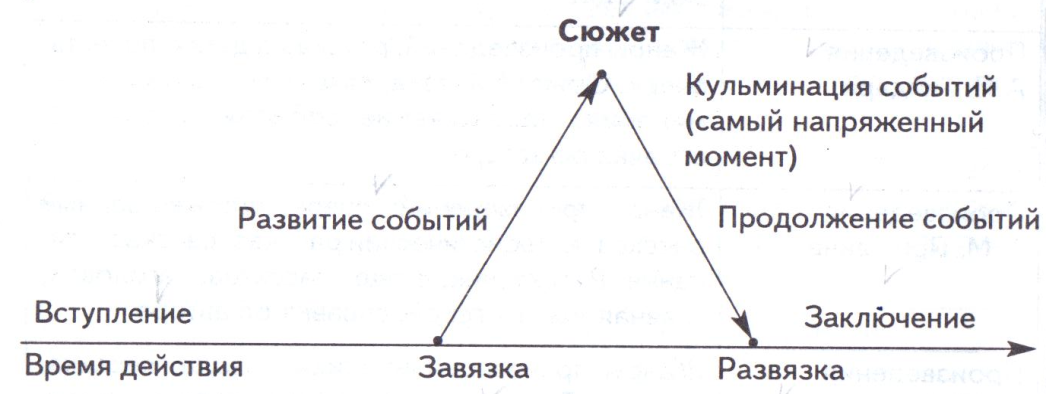 Сюжет
Кульминация событий
(самый напряженный
момент)
Развитие событий
Продолжение событий
Вступление
Заключение
Время действия
Завязка
Развязка